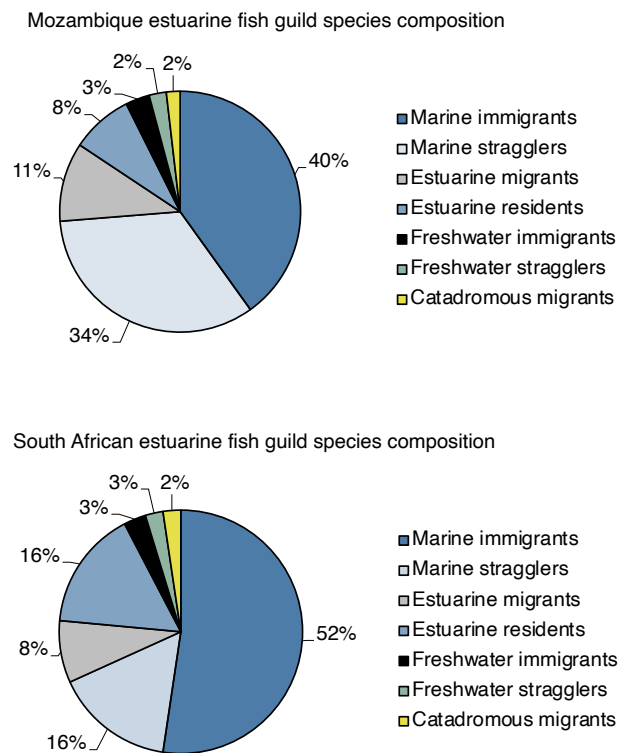 Mozambique estuarine fish guild species composition
2%
2%
3%
8%
11%
40%
34%
Marine immigrants
Marine stragglers
Estuarine migrants
Estuarine residents
Freshwater immigrants
Freshwater stragglers
Catadromous migrants
South African estuarine fish guild species composition
3%
2%
3%
16%
8%
52%
16%
Marine immigrants
Marine stragglers
Estuarine migrants
Estuarine residents
Freshwater immigrants
Freshwater stragglers
Catadromous migrants